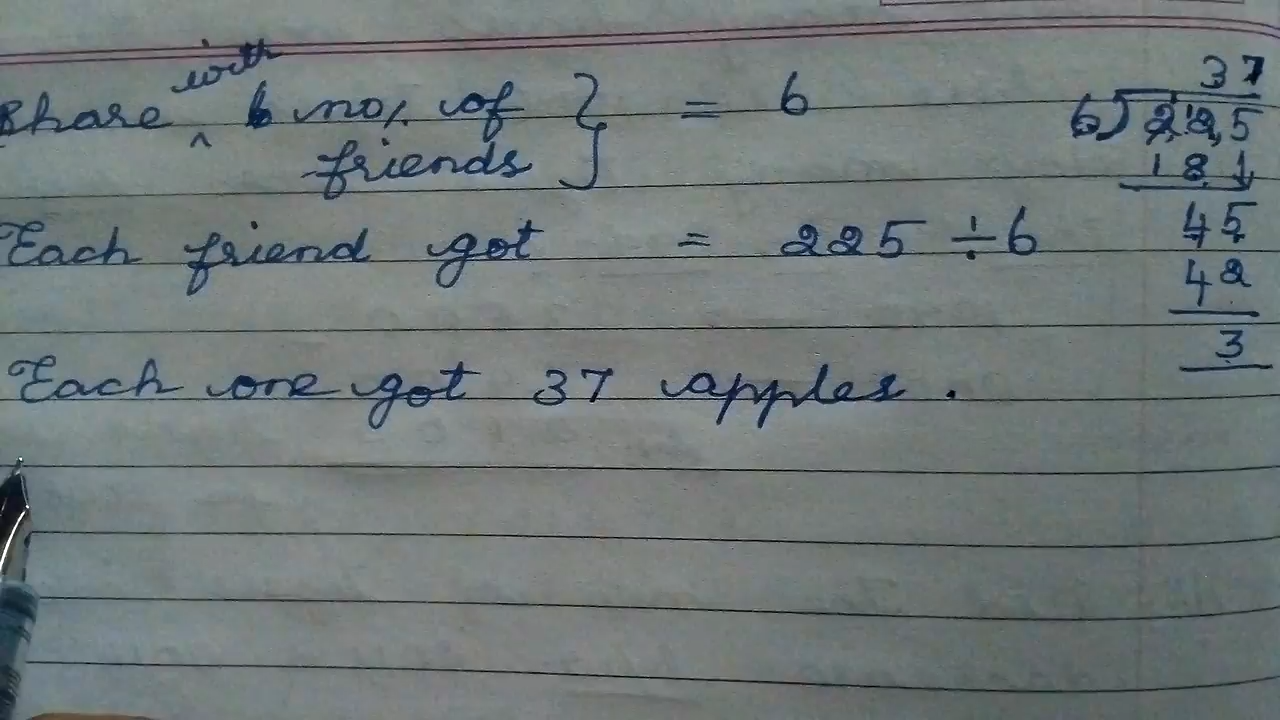 with
Share ^ no/. of } = 6
friends
Each friend got = 225 ÷ 6
Each one got 37 apples.
37
6)225
18↓
45
42
3